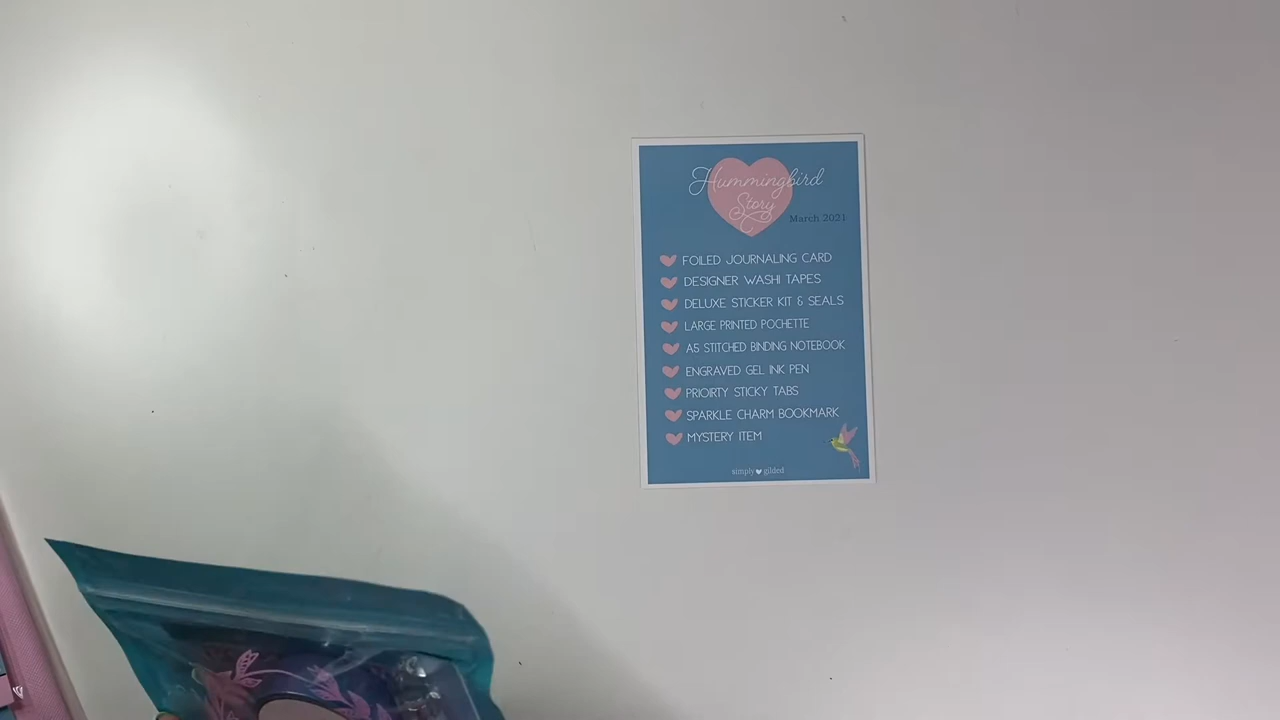 Hummingbird
Story
March 2021
FOILED JOURNALING CARD
DESIGNER WASHI TAPES
DELUXE STICKER KIT & SEALS
LARGE PRINTED POCHETTE
A5 STITCHED BINDING NOTEBOOK
ENGRAVED GEL INK PEN
PRIOIRTY STICKY TABS
SPARKLE CHARM BOOKMARK
MYSTERY ITEM
simply gilded